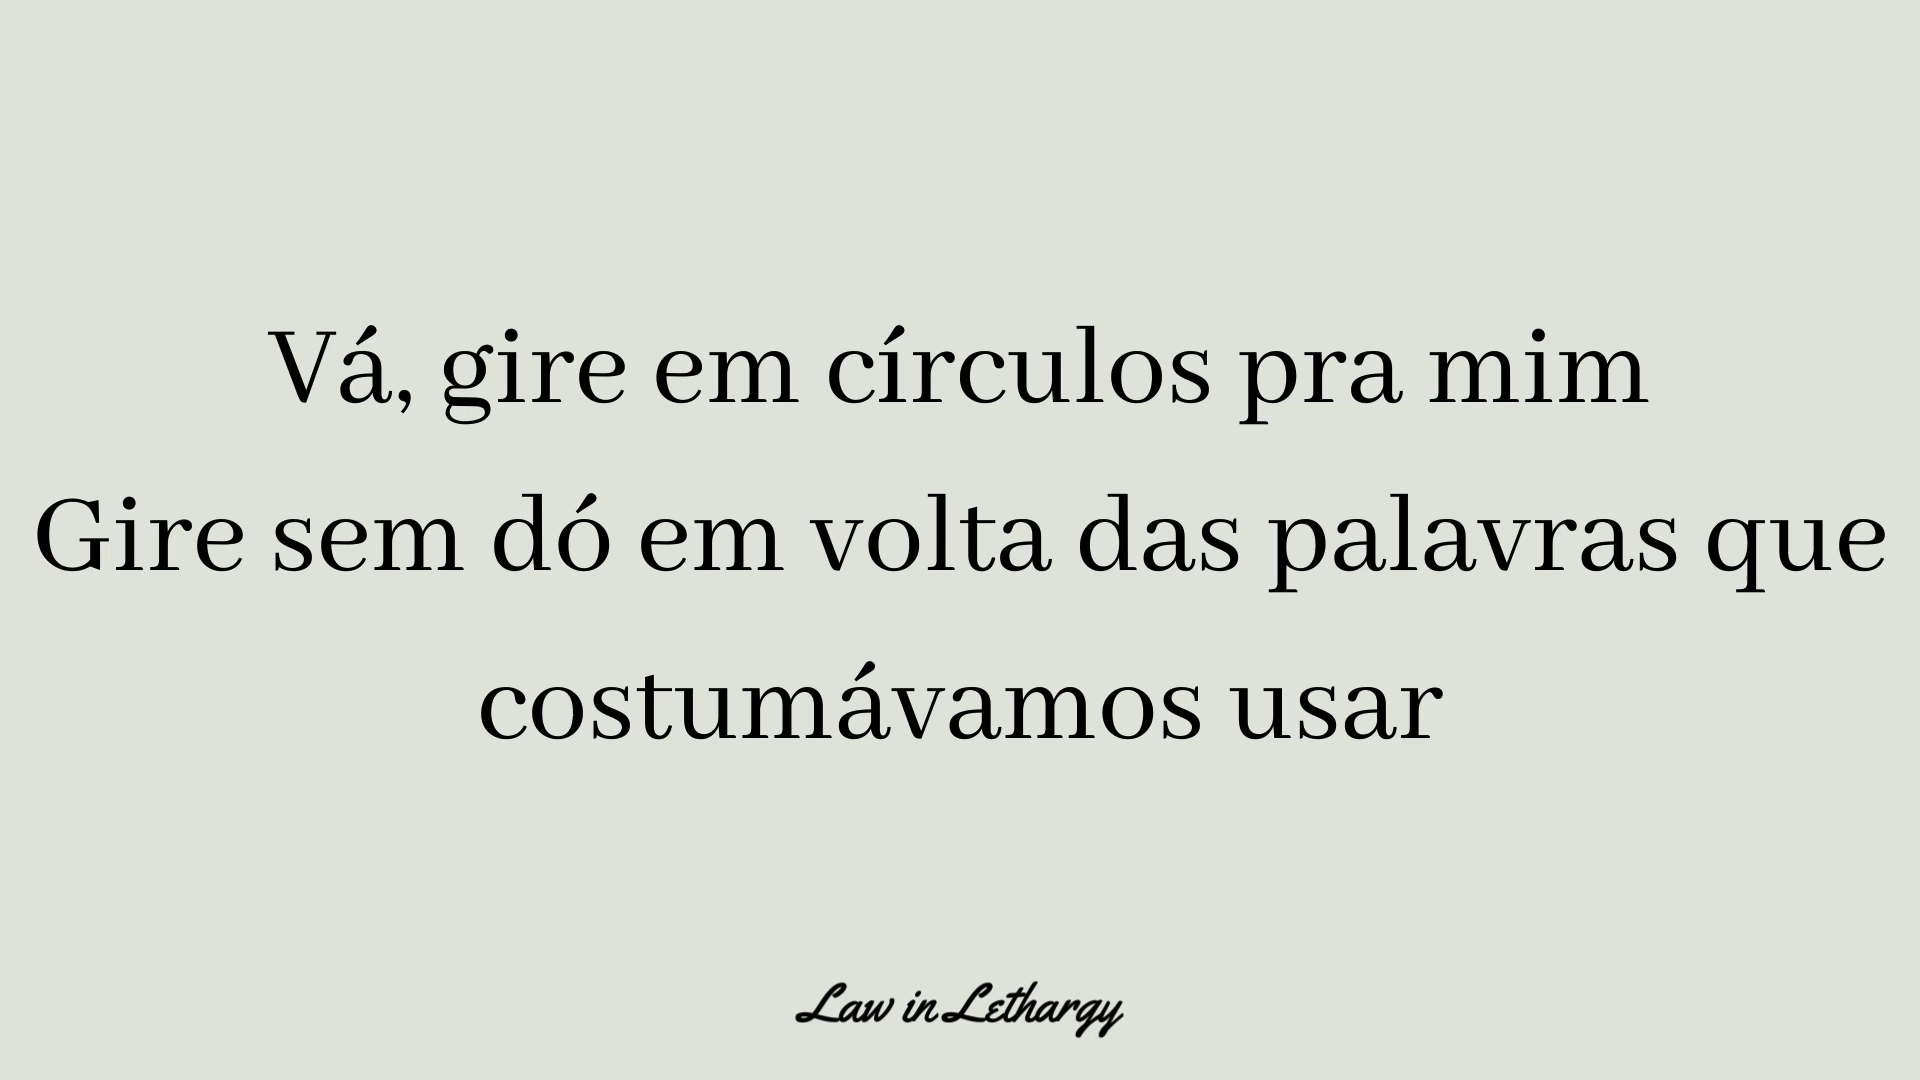 Vá, gire em círculos pra mim
Gire sem dó em volta das palavras que
costumávamos usar
Law in Lethargy